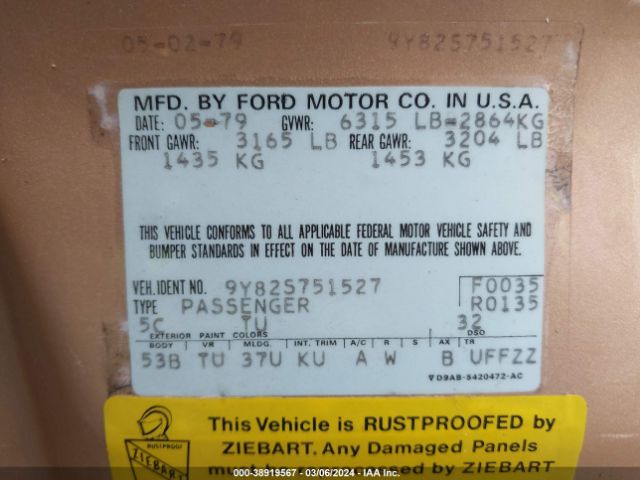 05-02-79 9Y82S751527
MFD. BY FORD MOTOR CO. IN U.S.A.
DATE: 05-79 GVWR: 6315 LB-2864KG
FRONT GAWR: 3165 LB REAR GAWR: 3204 LB
1435 KG 1453 KG
THIS VEHICLE CONFORMS TO ALL APPLICABLE FEDERAL MOTOR VEHICLE SAFETY AND
BUMPER STANDARDS IN EFFECT ON THE DATE OF MANUFACTURE SHOWN ABOVE.
VEH. IDENT NO. 9Y82S751527 F0035
TYPE PASSENGER R0135
5C TU 32
EXTERIOR PAINT COLORS DSO
BODY VR MLDG. INT. TRIM A/C R S AX TR
53B TU 37U KU A W B UFFZZ
D9AB-5420472-AC
This Vehicle is RUSTPROOFED by
RUSTPROOF ZIEBART. Any Damaged Panels
ZIEBART must by ZIEBART
000-38919567 - 03/06/2024 - IAA Inc.